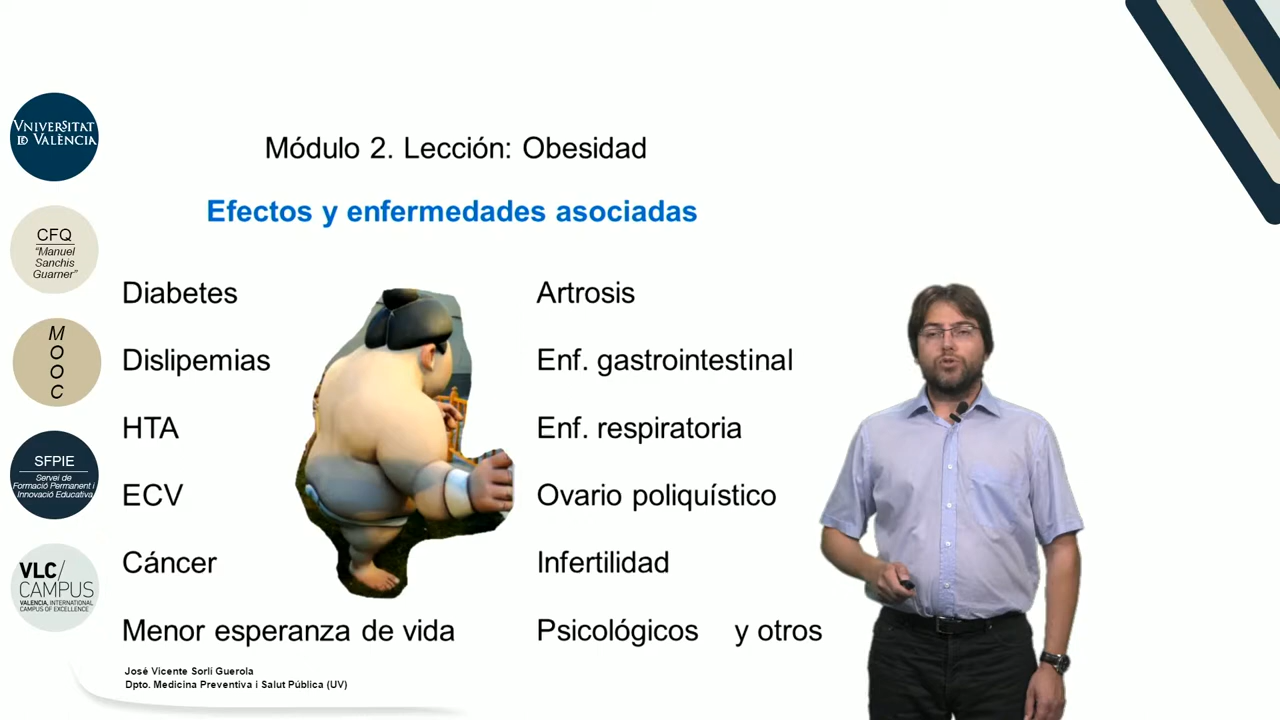 VNIVERSITAT
ID VALÈNCIA
CFQ
“Manuel
Sanchis
Guarner”
M
O
O
C
SFPIE
Servei de
Formació Permanent i
Innovació Educativa
VLC/
CAMPUS
VALENCIA, INTERNATIONAL
CAMPUS OF EXCELLENCE
Módulo 2. Lección: Obesidad
Efectos y enfermedades asociadas
Diabetes
Dislipemias
HTA
ECV
Cáncer
Menor esperanza de vida
Artrosis
Enf. gastrointestinal
Enf. respiratoria
Ovario poliquístico
Infertilidad
Psicológicos y otros
José Vicente Sorlí Guerola
Dpto. Medicina Preventiva i Salut Pública (UV)